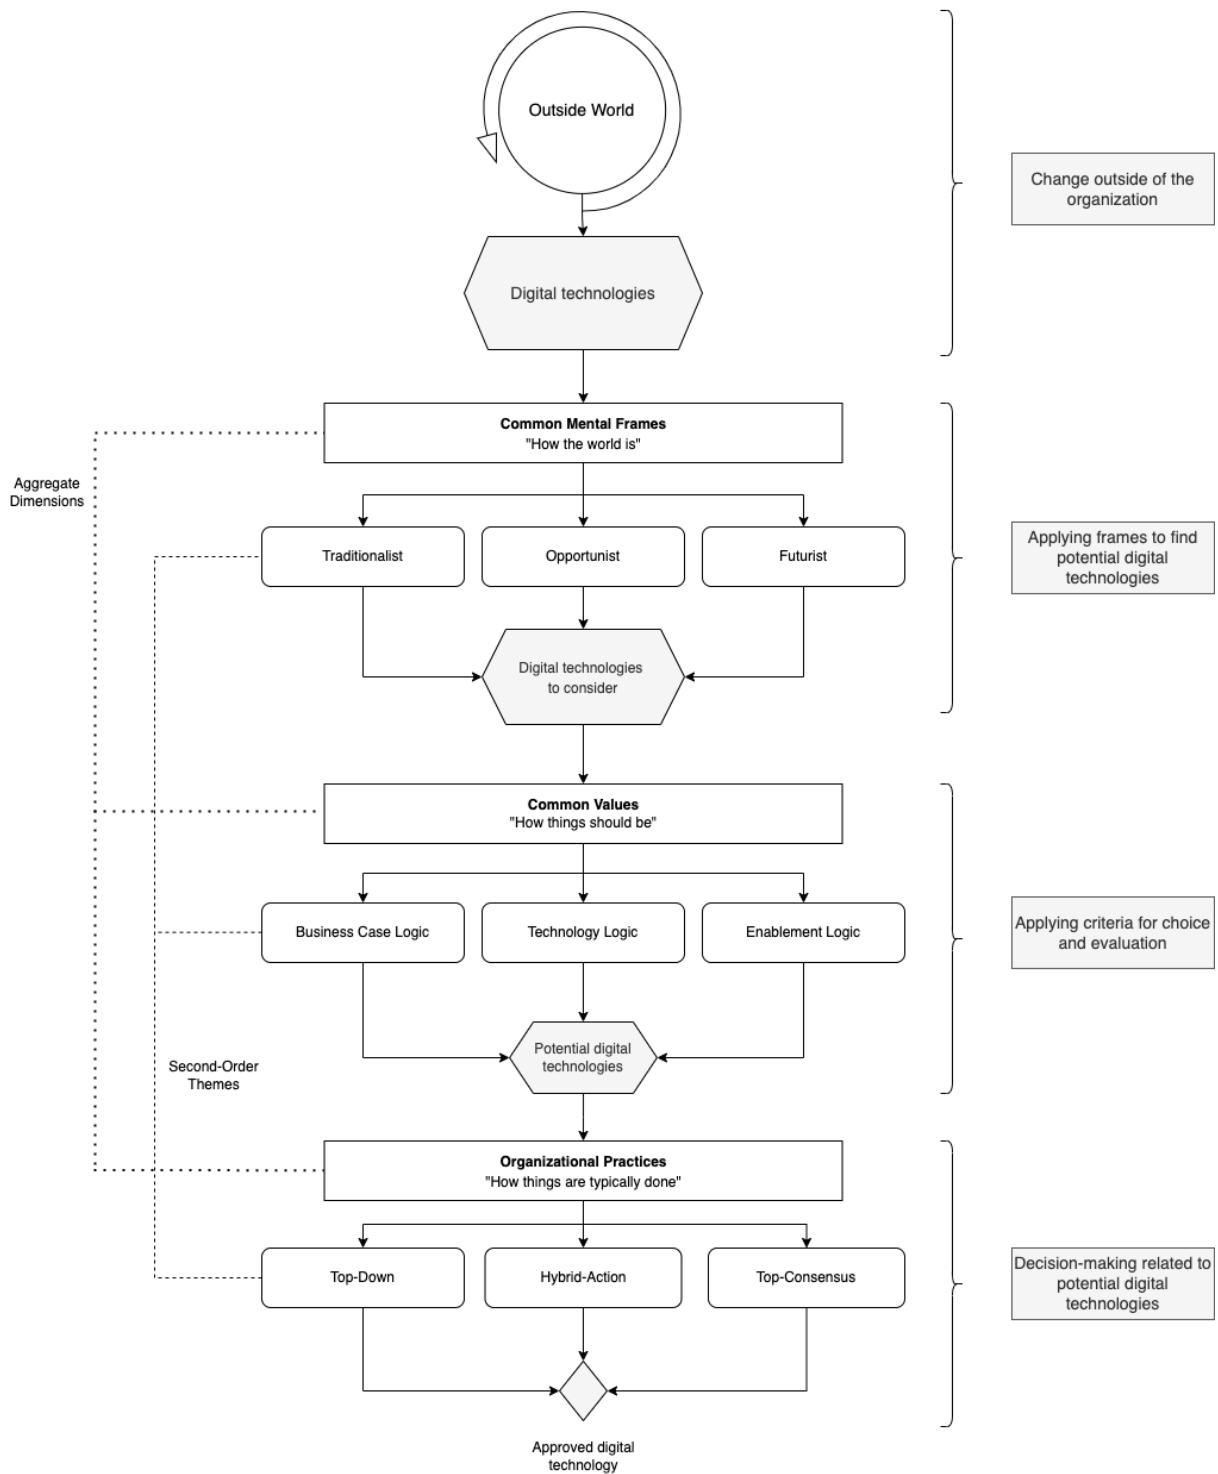 Outside World
Change outside of the
organization
Digital technologies
Common Mental Frames
"How the world is"
Aggregate
Dimensions
Traditionalist
Opportunist
Futurist
Applying frames to find
potential digital
technologies
Digital technologies
to consider
Common Values
"How things should be"
Business Case Logic
Technology Logic
Enablement Logic
Applying criteria for choice
and evaluation
Potential digital
technologies
Second-Order
Themes
Organizational Practices
"How things are typically done"
Top-Down
Hybrid-Action
Top-Consensus
Decision-making related to
potential digital
technologies
Approved digital
technology